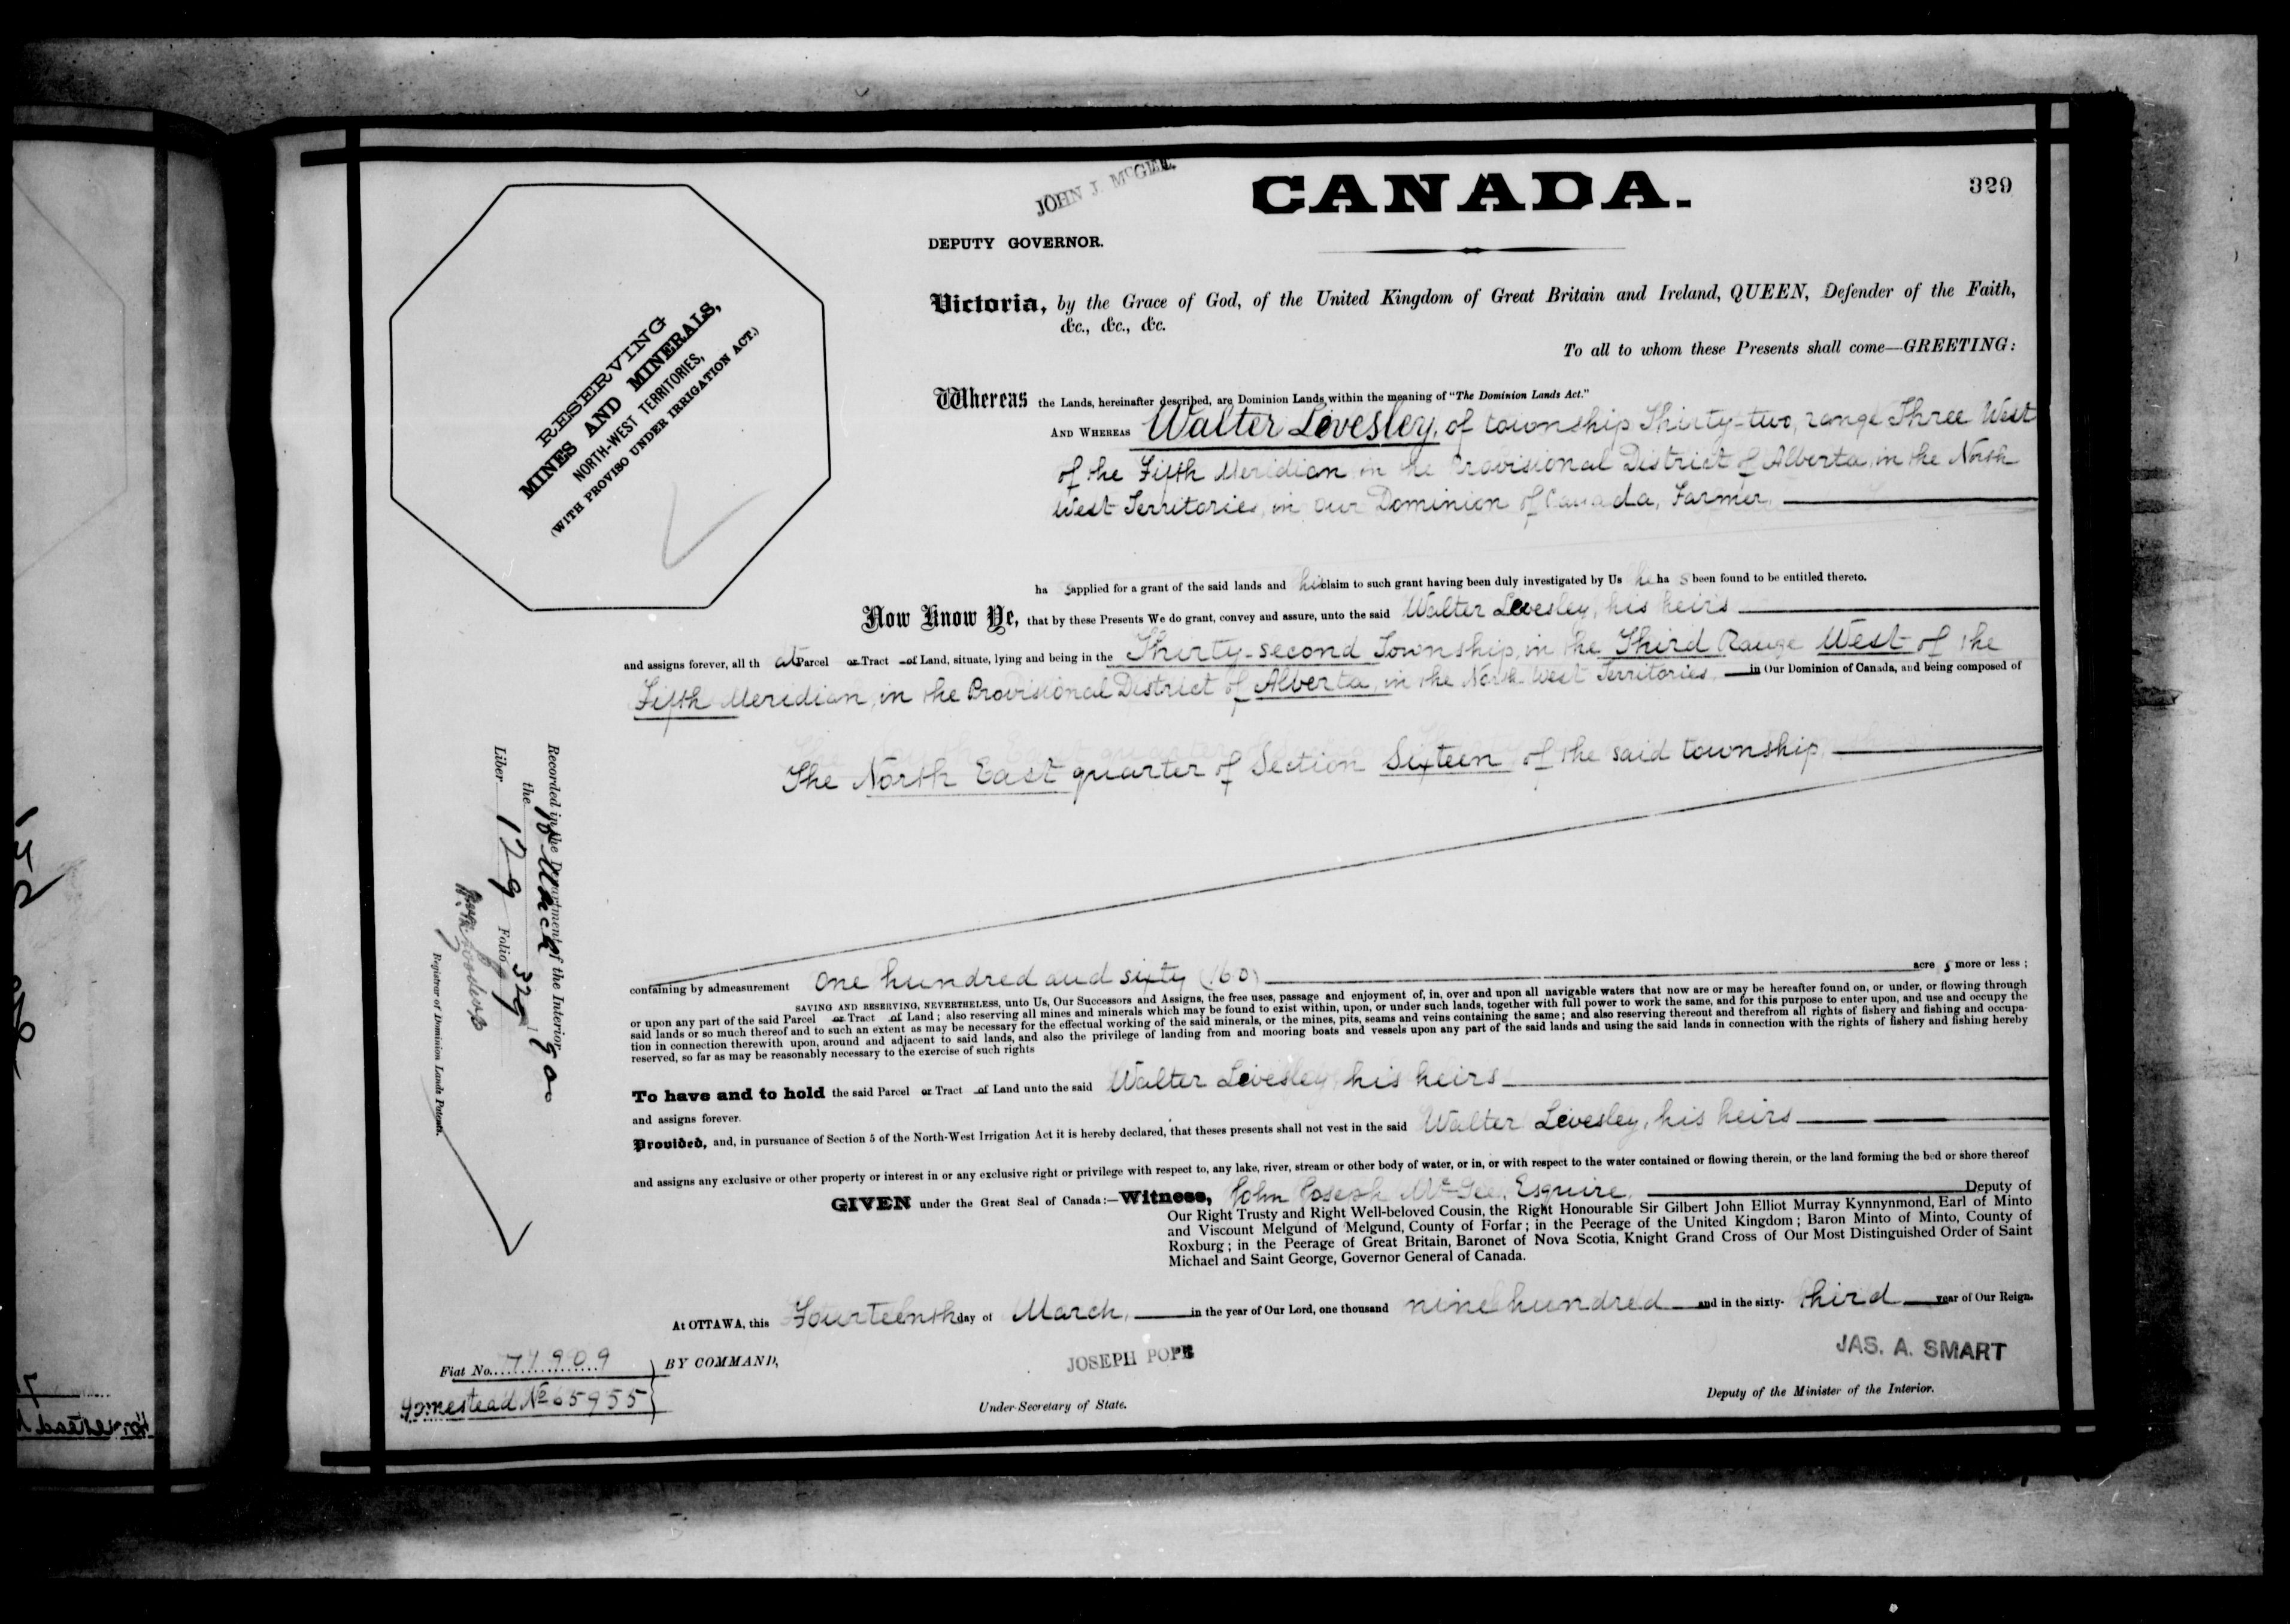 JOHN J. McGEE.
CANADA.
329
DEPUTY GOVERNOR.
RESERVING
MINES AND MINERALS,
NORTH-WEST TERRITORIES,
(WITH PROVISO UNDER IRRIGATION ACT.)
Victoria, by the Grace of God, of the United Kingdom of Great Britain and Ireland, QUEEN, Defender of the Faith,
&c., &c., &c.
To all to whom these Presents shall come—GREETING:
Whereas the Lands, hereinafter described, are Dominion Lands within the meaning of "The Dominion Lands Act."
AND WHEREAS Walter Livesley, of township Thirty-two, range Three West
of the Fifth Meridian in the Provisional District of Alberta, in the North
West Territories, in our Dominion of Canada, Farmer,
ha s applied for a grant of the said lands and his claim to such grant having been duly investigated by Us he ha s been found to be entitled thereto.
Now Know Ye, that by these Presents We do grant, convey and assure, unto the said Walter Livesley, his heirs
and assigns forever, all th at Parcel or Tract of Land, situate, lying and being in the Thirty-second Township, in the Third Range West of the
Fifth Meridian, in the Provisional District of Alberta, in the North West Territories, in Our Dominion of Canada, and being composed of
The North East quarter of Section Sixteen of the said township,
containing by admeasurement One hundred and sixty (160) acre s more or less;
SAVING AND RESERVING, NEVERTHELESS, unto Us, Our Successors and Assigns, the free uses, passage and enjoyment of, in, over and upon all navigable waters that now are or may be hereafter found on, or under, or flowing through
or upon any part of the said Parcel or Tract of Land; also reserving all mines and minerals which may be found to exist within, upon, or under such lands, together with full power to work the same, and for this purpose to enter upon, and use and occupy the
said lands or so much thereof and to such an extent as may be necessary for the effectual working of the said minerals, or the mines, pits, seams and veins containing the same; and also reserving thereout and therefrom all rights of fishery and fishing and occupa-
tion in connection therewith upon, around and adjacent to said lands, and also the privilege of landing from and mooring boats and vessels upon any part of the said lands and using the said lands in connection with the rights of fishery and fishing hereby
reserved, so far as may be reasonably necessary to the exercise of such rights
To have and to hold the said Parcel or Tract of Land unto the said Walter Livesley, his heirs
and assigns forever.
Provided, and, in pursuance of Section 5 of the North-West Irrigation Act it is hereby declared, that theses presents shall not vest in the said Walter Livesley, his heirs
and assigns any exclusive or other property or interest in or any exclusive right or privilege with respect to, any lake, river, stream or other body of water, or in, or with respect to the water contained or flowing therein, or the land forming the bed or shore thereof
GIVEN under the Great Seal of Canada:—Witness, John Joseph McGee, Esquire, Deputy of
Our Right Trusty and Right Well-beloved Cousin, the Right Honourable Sir Gilbert John Elliot Murray Kynnynmond, Earl of Minto
and Viscount Melgund of Melgund, County of Forfar; in the Peerage of the United Kingdom; Baron Minto of Minto, County of
Roxburg; in the Peerage of Great Britain, Baronet of Nova Scotia, Knight Grand Cross of Our Most Distinguished Order of Saint
Michael and Saint George, Governor General of Canada.
At OTTAWA, this Fourteenth day of March, in the year of Our Lord, one thousand nine hundred and in the sixty- third year of Our Reign.
Fiat No. 77909
Homestead No 65955
BY COMMAND,
JOSEPH POPE
Under-Secretary of State.
JAS. A. SMART
Deputy of the Minister of the Interior.
Recorded in the Department of the Interior
the March 1900
Liber 129 Folio 329
Registrar of Dominion Lands Patents.